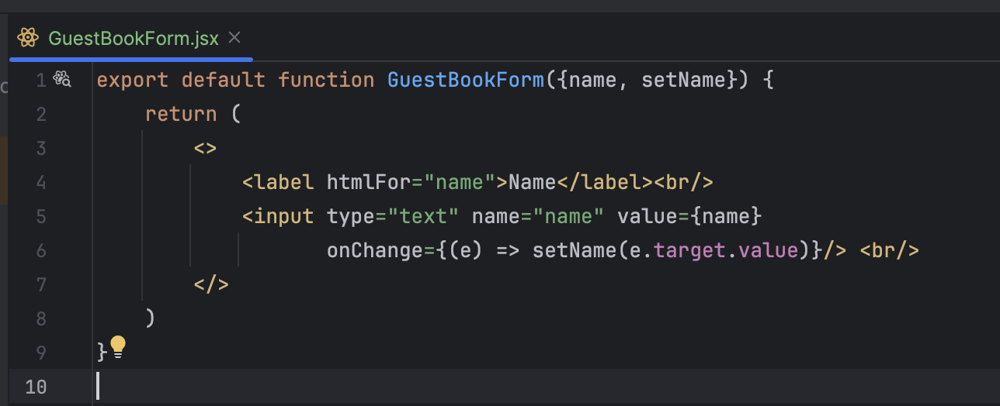 GuestBookForm.jsx
1 export default function GuestBookForm({name, setName}) {
2 return (
3 <>
4 <label htmlFor="name">Name</label><br/>
5 <input type="text" name="name" value={name}
6 onChange={(e) => setName(e.target.value)}/> <br/>
7 </>
8 )
9 }
10